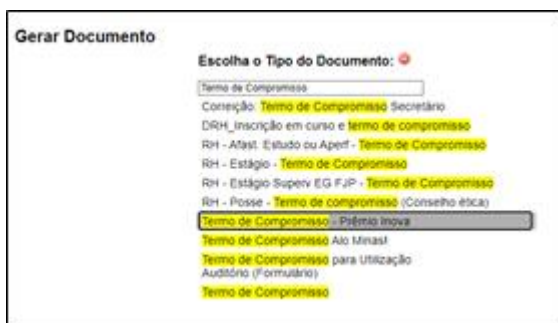 Gerar Documento
Escolha o Tipo do Documento:
Termo de Compromisso
Correição: Termo de Compromisso Secretário
DRH_Inscrição em curso e termo de compromisso
RH - Afast. Estudo ou Aperf - Termo de Compromisso
RH - Estágio - Termo de Compromisso
RH - Estágio Superv EG FJP - Termo de Compromisso
RH - Posse - Termo de compromisso (Conselho ética)
Termo de Compromisso - Prêmio Inova
Termo de Compromisso Alo Minas!
Termo de Compromisso para Utilização
Auditório (Formulário)
Termo de Compromisso